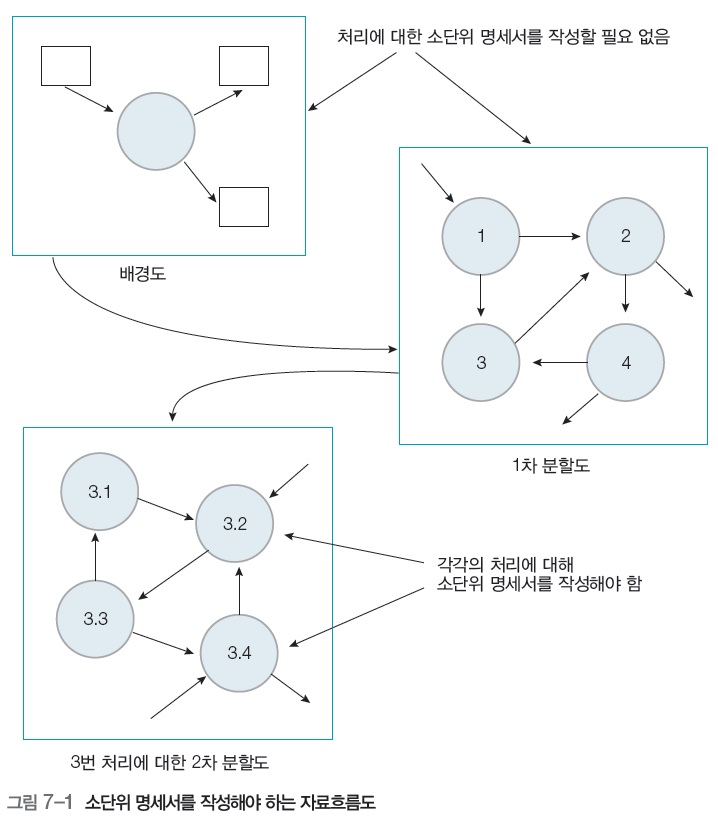 처리에 대한 소단위 명세서를 작성할 필요 없음
배경도
1
2
3
4
1차 분할도
3.1
3.2
3.3
3.4
각각의 처리에 대해
소단위 명세서를 작성해야 함
3번 처리에 대한 2차 분할도
그림 7-1 소단위 명세서를 작성해야 하는 자료흐름도